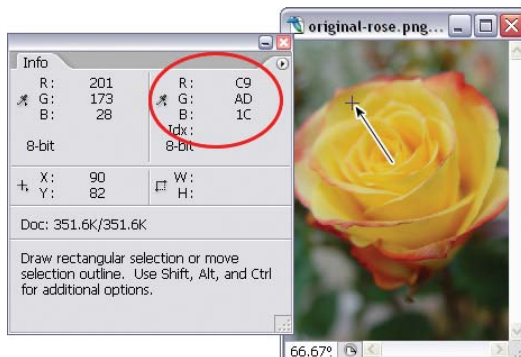 original-rose.png...
Info
R: 201 R: C9
G: 173 G: AD
B: 28 B: 1C
Idx:
8-bit 8-bit
X: 90 W:
Y: 82 H:
Doc: 351.6K/351.6K
Draw rectangular selection or move
selection outline. Use Shift, Alt, and Ctrl
for additional options.
66.67%